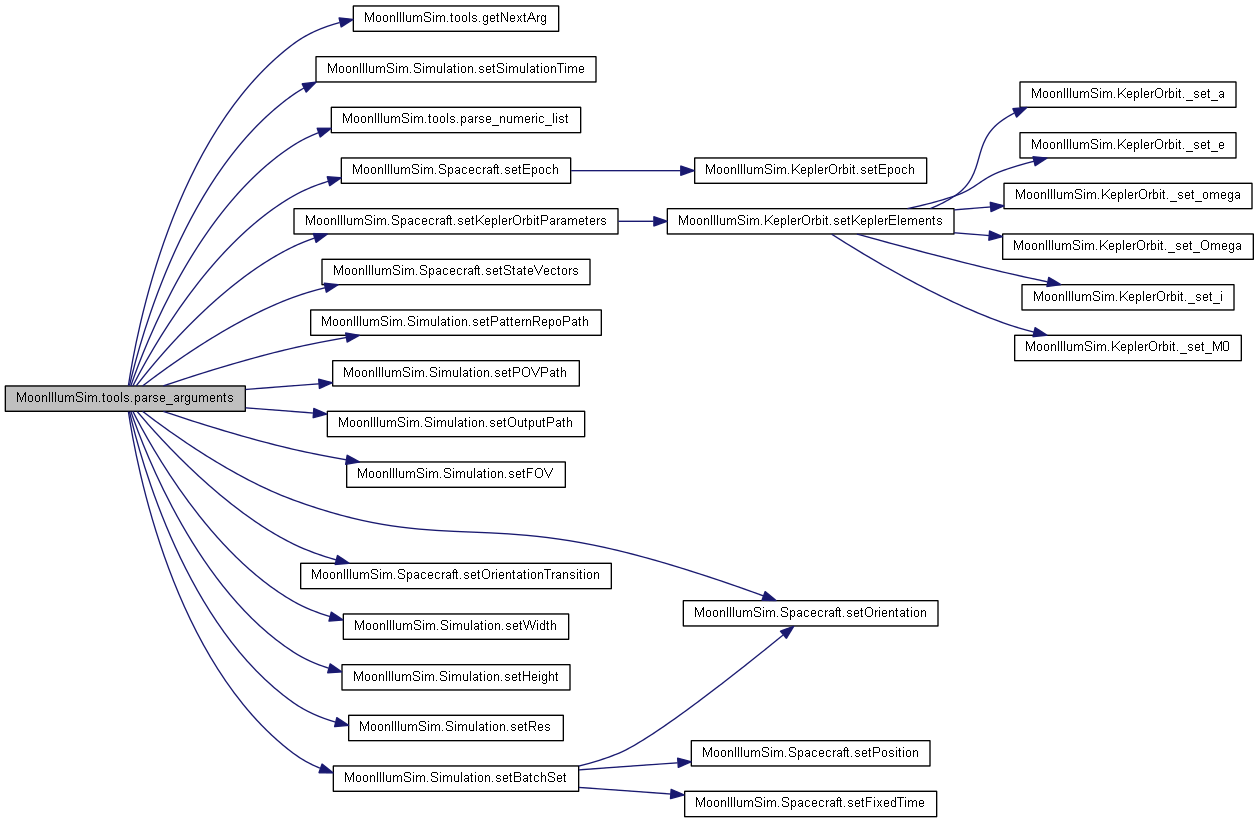 MoonIllumSim.tools.getNextArg
MoonIllumSim.Simulation.setSimulationTime
MoonIllumSim.KeplerOrbit._set_a
MoonIllumSim.tools.parse_numeric_list
MoonIllumSim.KeplerOrbit._set_e
MoonIllumSim.Spacecraft.setEpoch
MoonIllumSim.KeplerOrbit.setEpoch
MoonIllumSim.KeplerOrbit._set_omega
MoonIllumSim.Spacecraft.setKeplerOrbitParameters
MoonIllumSim.KeplerOrbit.setKeplerElements
MoonIllumSim.KeplerOrbit._set_Omega
MoonIllumSim.Spacecraft.setStateVectors
MoonIllumSim.KeplerOrbit._set_i
MoonIllumSim.Simulation.setPatternRepoPath
MoonIllumSim.KeplerOrbit._set_M0
MoonIllumSim.Simulation.setPOVPath
MoonIllumSim.tools.parse_arguments
MoonIllumSim.Simulation.setOutputPath
MoonIllumSim.Simulation.setFOV
MoonIllumSim.Spacecraft.setOrientationTransition
MoonIllumSim.Spacecraft.setOrientation
MoonIllumSim.Simulation.setWidth
MoonIllumSim.Simulation.setHeight
MoonIllumSim.Simulation.setRes
MoonIllumSim.Spacecraft.setPosition
MoonIllumSim.Simulation.setBatchSet
MoonIllumSim.Spacecraft.setFixedTime